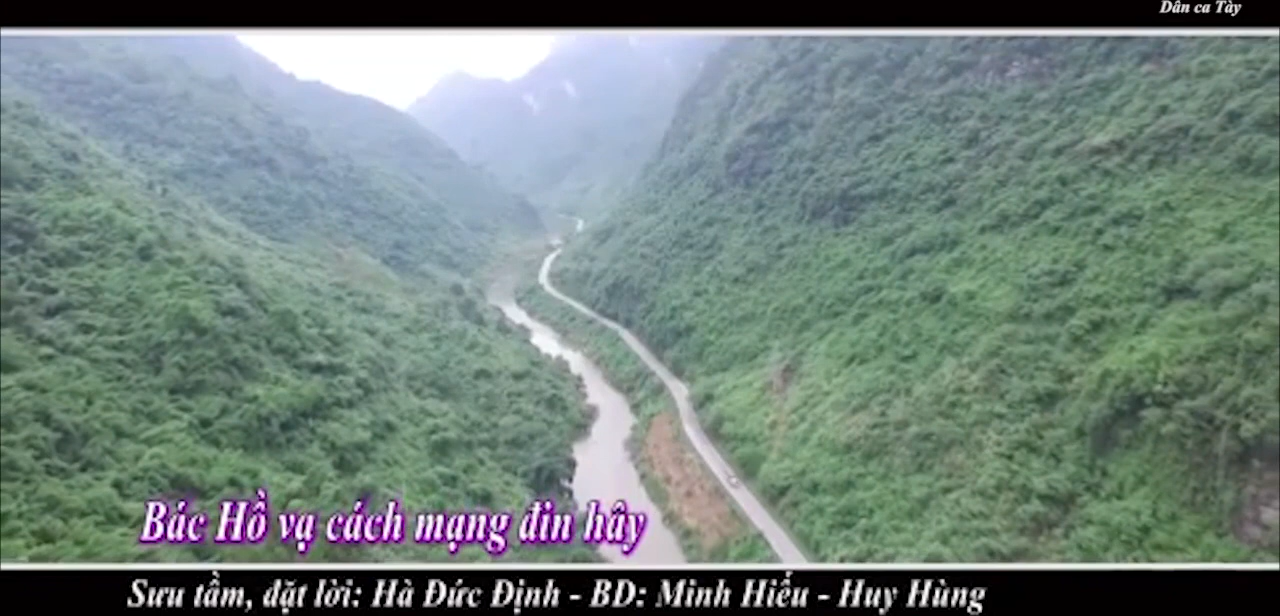 Dân ca Tày
Bác Hồ vạ cách mạng đin hây
Sưu tầm, đặt lời: Hà Đức Định - BD: Minh Hiếu - Huy Hùng